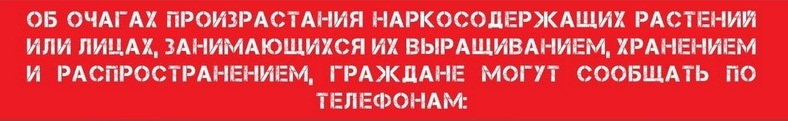 ОБ ОЧАГАХ ПРОИЗРАСТАНИЯ НАРКОСОДЕРЖАЩИХ РАСТЕНИЙ
ИЛИ ЛИЦАХ, ЗАНИМАЮЩИХСЯ ИХ ВЫРАЩИВАНИЕМ, ХРАНЕНИЕМ
И РАСПРОСТРАНЕНИЕМ, ГРАЖДАНЕ МОГУТ СООБЩАТЬ ПО
ТЕЛЕФОНАМ: